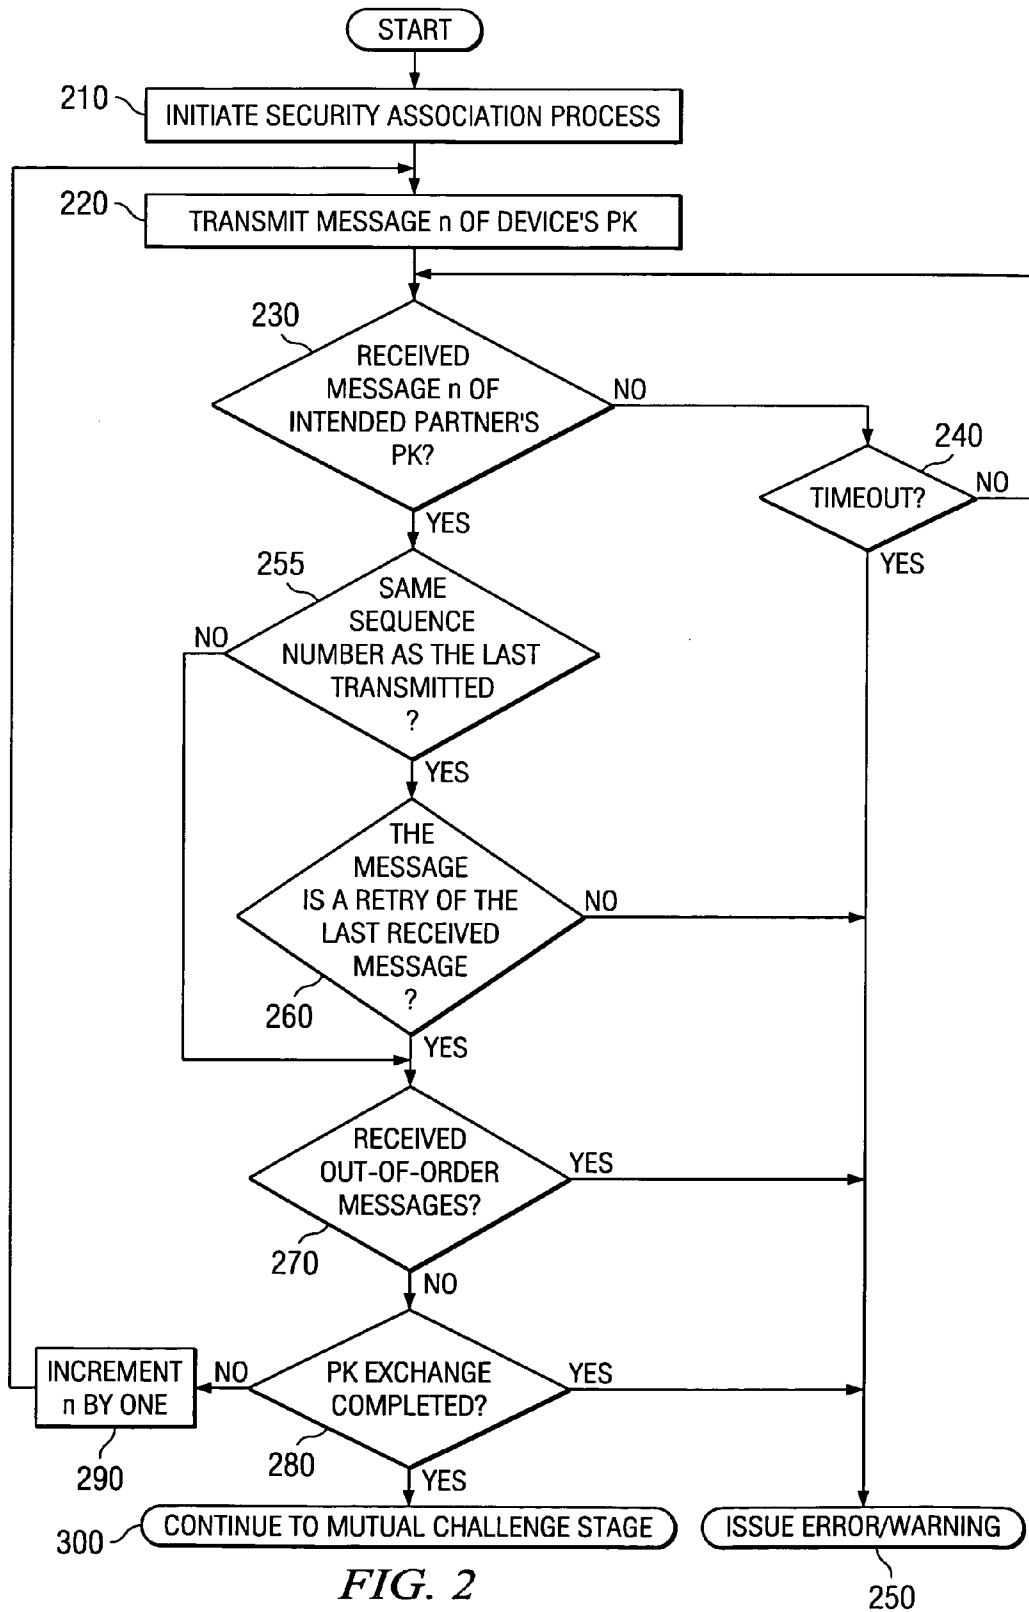 START
210
INITIATE SECURITY ASSOCIATION PROCESS
220
TRANSMIT MESSAGE n OF DEVICE'S PK
230
RECEIVED
MESSAGE n OF
INTENDED PARTNER'S
PK?
NO
240
TIMEOUT?
NO
YES
YES
255
SAME
SEQUENCE
NUMBER AS THE LAST
TRANSMITTED
?
NO
YES
THE
MESSAGE
IS A RETRY OF THE
LAST RECEIVED
MESSAGE
?
NO
260
YES
RECEIVED
OUT-OF-ORDER
MESSAGES?
YES
270
NO
PK EXCHANGE
COMPLETED?
YES
NO
INCREMENT
n BY ONE
290
280
YES
300
CONTINUE TO MUTUAL CHALLENGE STAGE
ISSUE ERROR/WARNING
250
FIG. 2